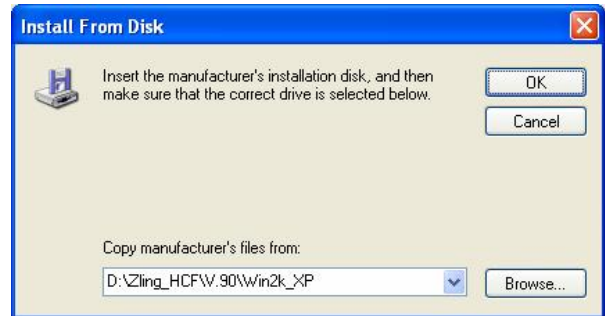 Install From Disk
Insert the manufacturer's installation disk, and then
make sure that the correct drive is selected below.
OK
Cancel
Copy manufacturer's files from:
D:\Zling_HCF\V.90\Win2k_XP
Browse...